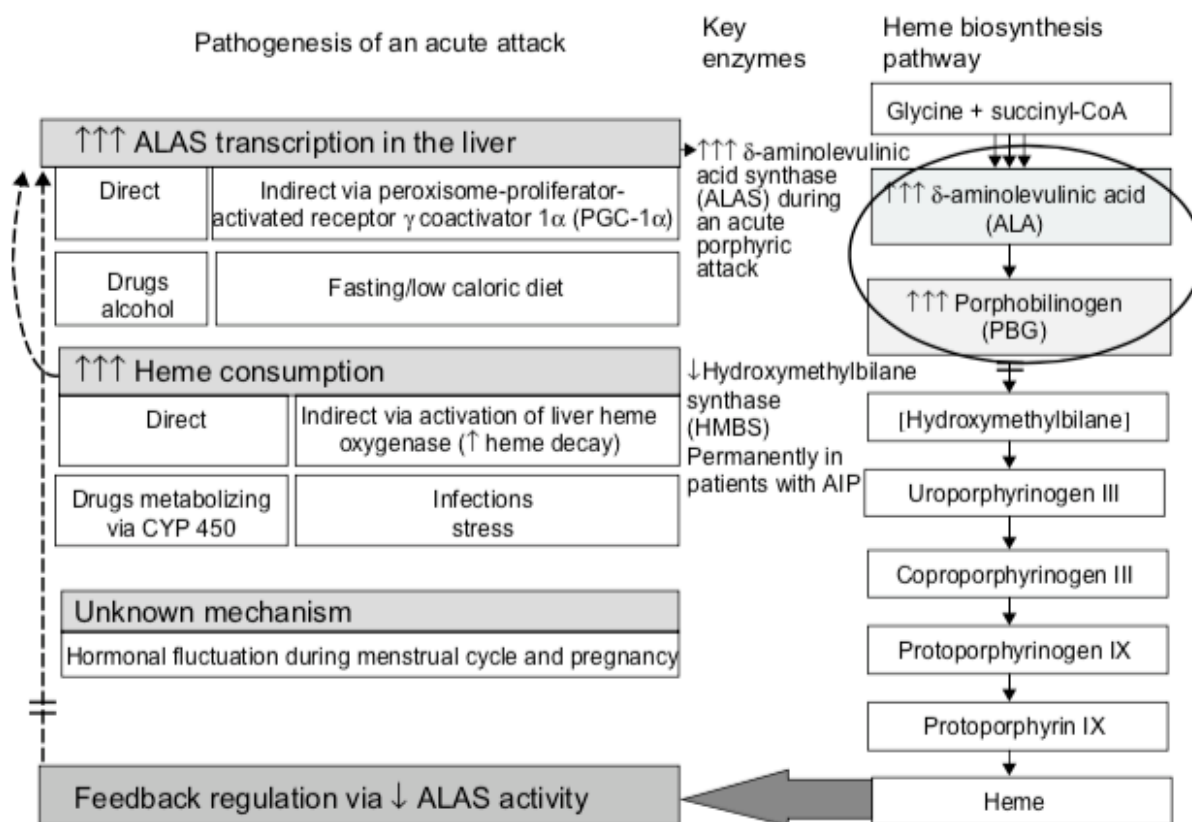 Pathogenesis of an acute attack
Key
enzymes
Heme biosynthesis
pathway
↑↑↑ ALAS transcription in the liver
Direct
Indirect via peroxisome-proliferator-
activated receptor γ coactivator 1α (PGC-1α)
Drugs
alcohol
Fasting/low caloric diet
↑↑↑ Heme consumption
Direct
Indirect via activation of liver heme
oxygenase (↑ heme decay)
Drugs metabolizing
via CYP 450
Infections
stress
Unknown mechanism
Hormonal fluctuation during menstrual cycle and pregnancy
Feedback regulation via ↓ ALAS activity
↑↑↑ δ-aminolevulinic
acid synthase
(ALAS) during
an acute
porphyric
attack
↓Hydroxymethylbilane
synthase
(HMBS)
Permanently in
patients with AIP
Glycine + succinyl-CoA
↑↑↑ δ-aminolevulinic acid
(ALA)
↑↑↑ Porphobilinogen
(PBG)
[Hydroxymethylbilane]
Uroporphyrinogen III
Coproporphyrinogen III
Protoporphyrinogen IX
Protoporphyrin IX
Heme